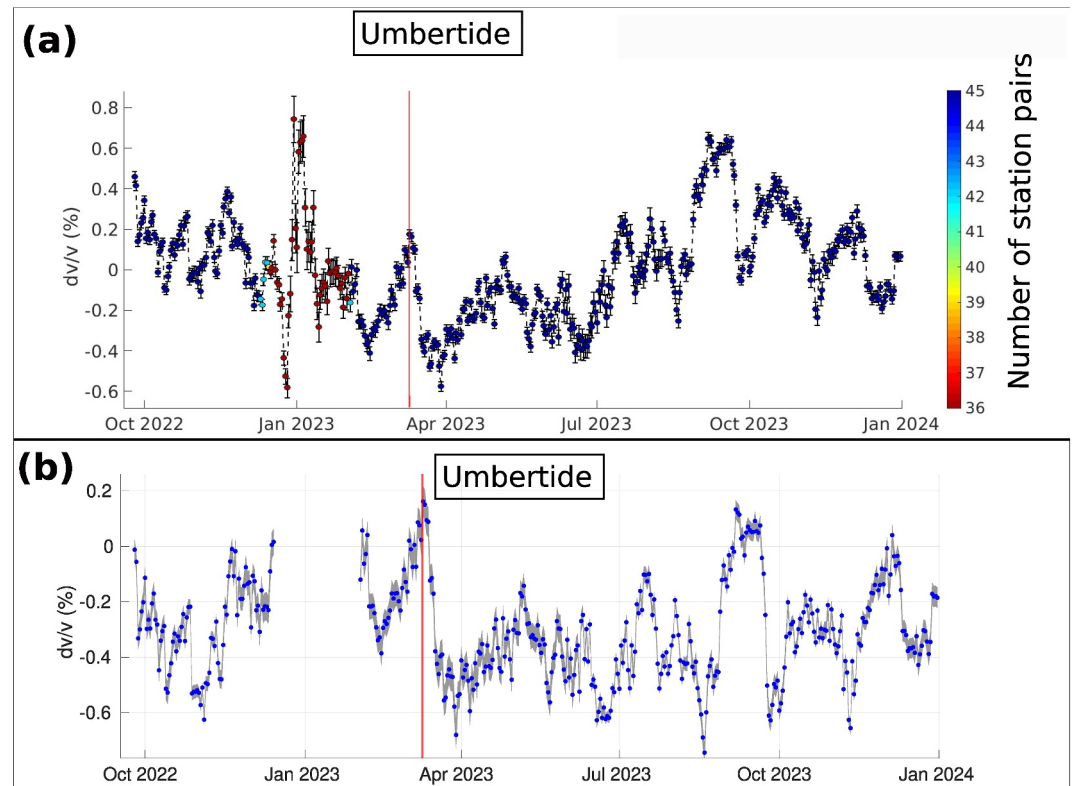 (a)
Umbertide
dv/v (%)
0.8
0.6
0.4
0.2
0
-0.2
-0.4
-0.6
Oct 2022
Jan 2023
Apr 2023
Jul 2023
Oct 2023
Jan 2024
45
44
43
42
41
40
39
38
37
36
Number of station pairs
(b)
Umbertide
dv/v (%)
0.2
0
-0.2
-0.4
-0.6
Oct 2022
Jan 2023
Apr 2023
Jul 2023
Oct 2023
Jan 2024